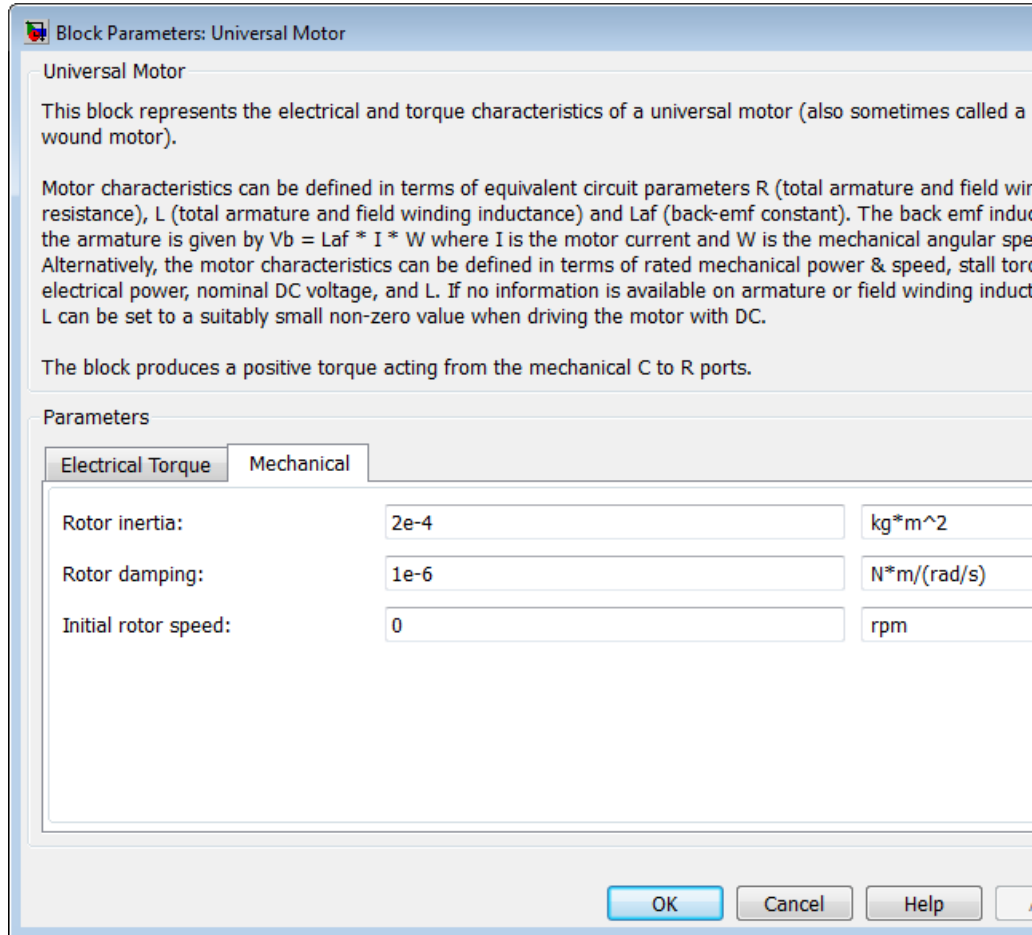 Block Parameters: Universal Motor
Universal Motor
This block represents the electrical and torque characteristics of a universal motor (also sometimes called a
wound motor).
Motor characteristics can be defined in terms of equivalent circuit parameters R (total armature and field
resistance), L (total armature and field winding inductance) and Laf (back-emf constant). The back emf
the armature is given by Vb = Laf * I * W where I is the motor current and W is the mechanical angular
Alternatively, the motor characteristics can be defined in terms of rated mechanical power & speed, stall
electrical power, nominal DC voltage, and L. If no information is available on armature or field winding
L can be set to a suitably small non-zero value when driving the motor with DC.
The block produces a positive torque acting from the mechanical C to R ports.
Parameters
Electrical Torque Mechanical
Rotor inertia: 2e-4 kg*m^2
Rotor damping: 1e-6 N*m/(rad/s)
Initial rotor speed: 0 rpm
OK Cancel Help